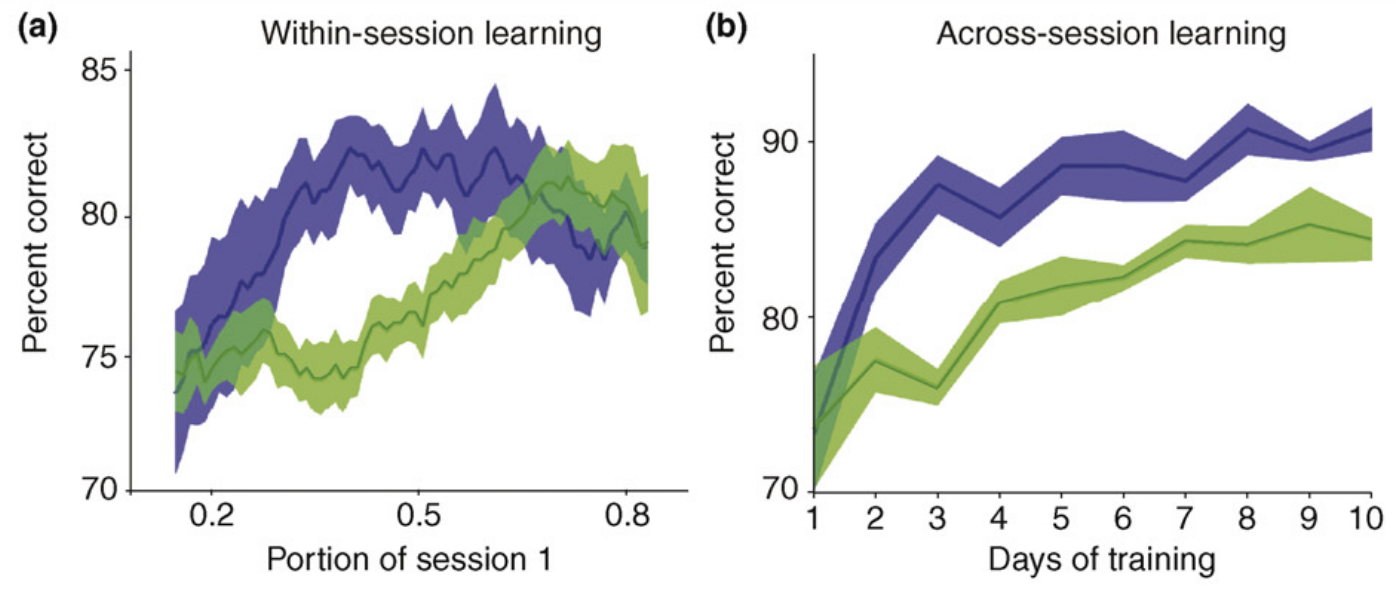 (a)
Within-session learning
Percent correct
85
80
75
70
0.2 0.5 0.8
Portion of session 1
(b)
Across-session learning
Percent correct
90
80
70
1 2 3 4 5 6 7 8 9 10
Days of training